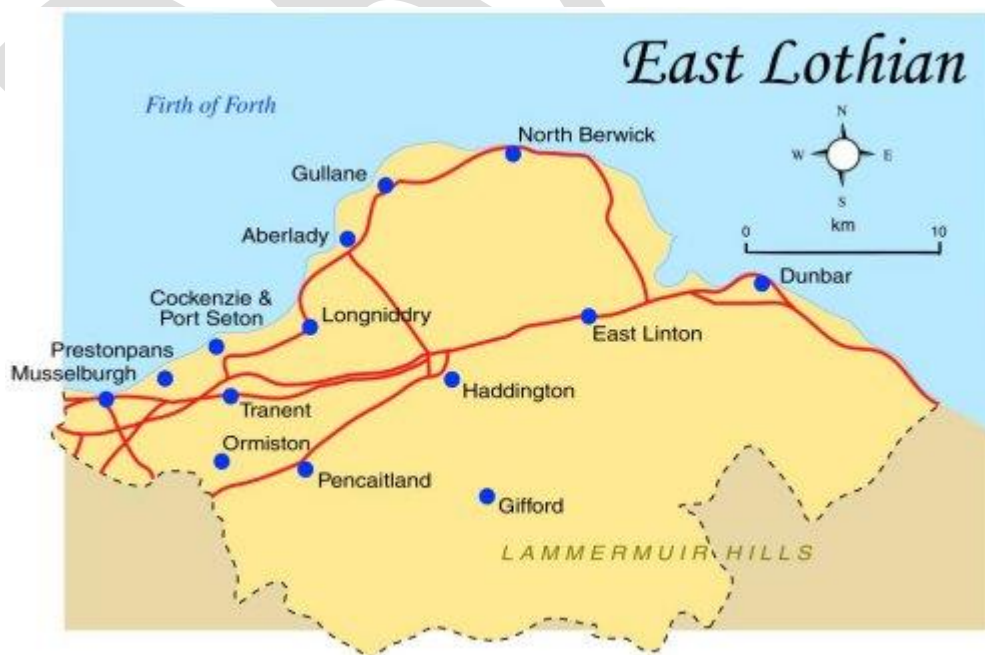 East Lothian
Firth of Forth
N
W
E
S
km
0
10
North Berwick
Gullane
Aberlady
Dunbar
Cockenzie &
Port Seton
Longniddry
East Linton
Prestonpans
Musselburgh
Haddington
Tranent
Ormiston
Pencaitland
Gifford
LAMMERMUIR HILLS